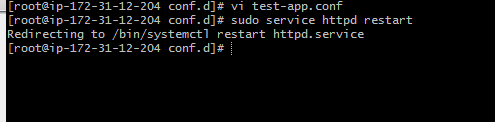 [root@ip-172-31-12-204 conf.d]# vi test-app.conf
[root@ip-172-31-12-204 conf.d]# sudo service httpd restart
Redirecting to /bin/systemctl restart httpd.service
[root@ip-172-31-12-204 conf.d]#